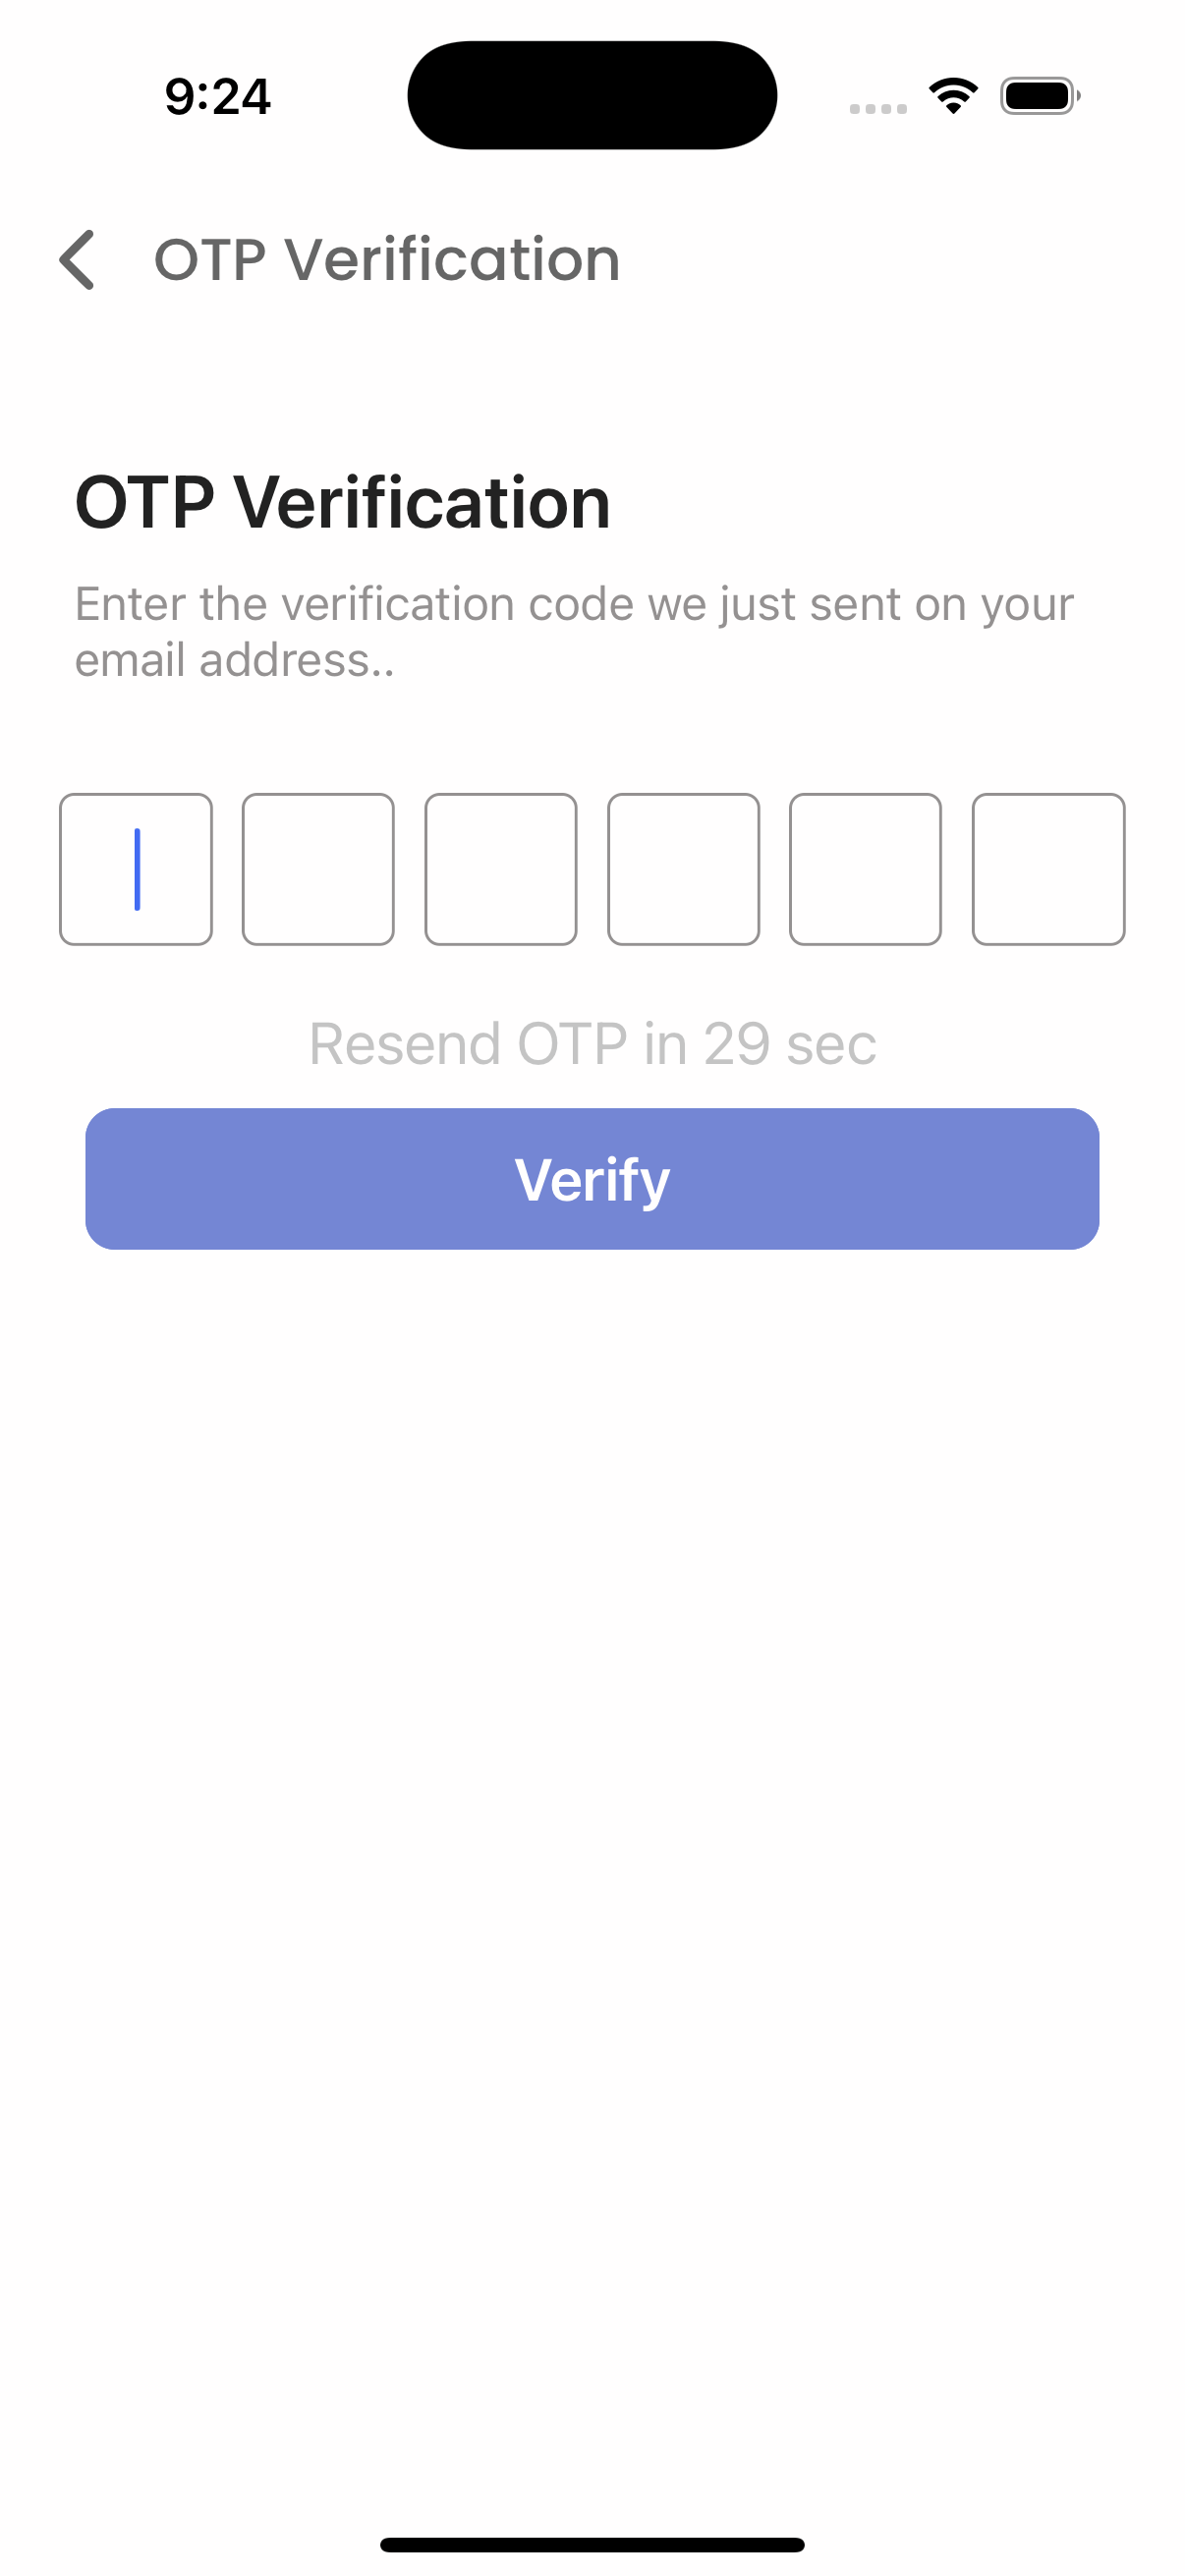 9:24
OTP Verification
OTP Verification
Enter the verification code we just sent on your
email address..
Resend OTP in 29 sec
Verify